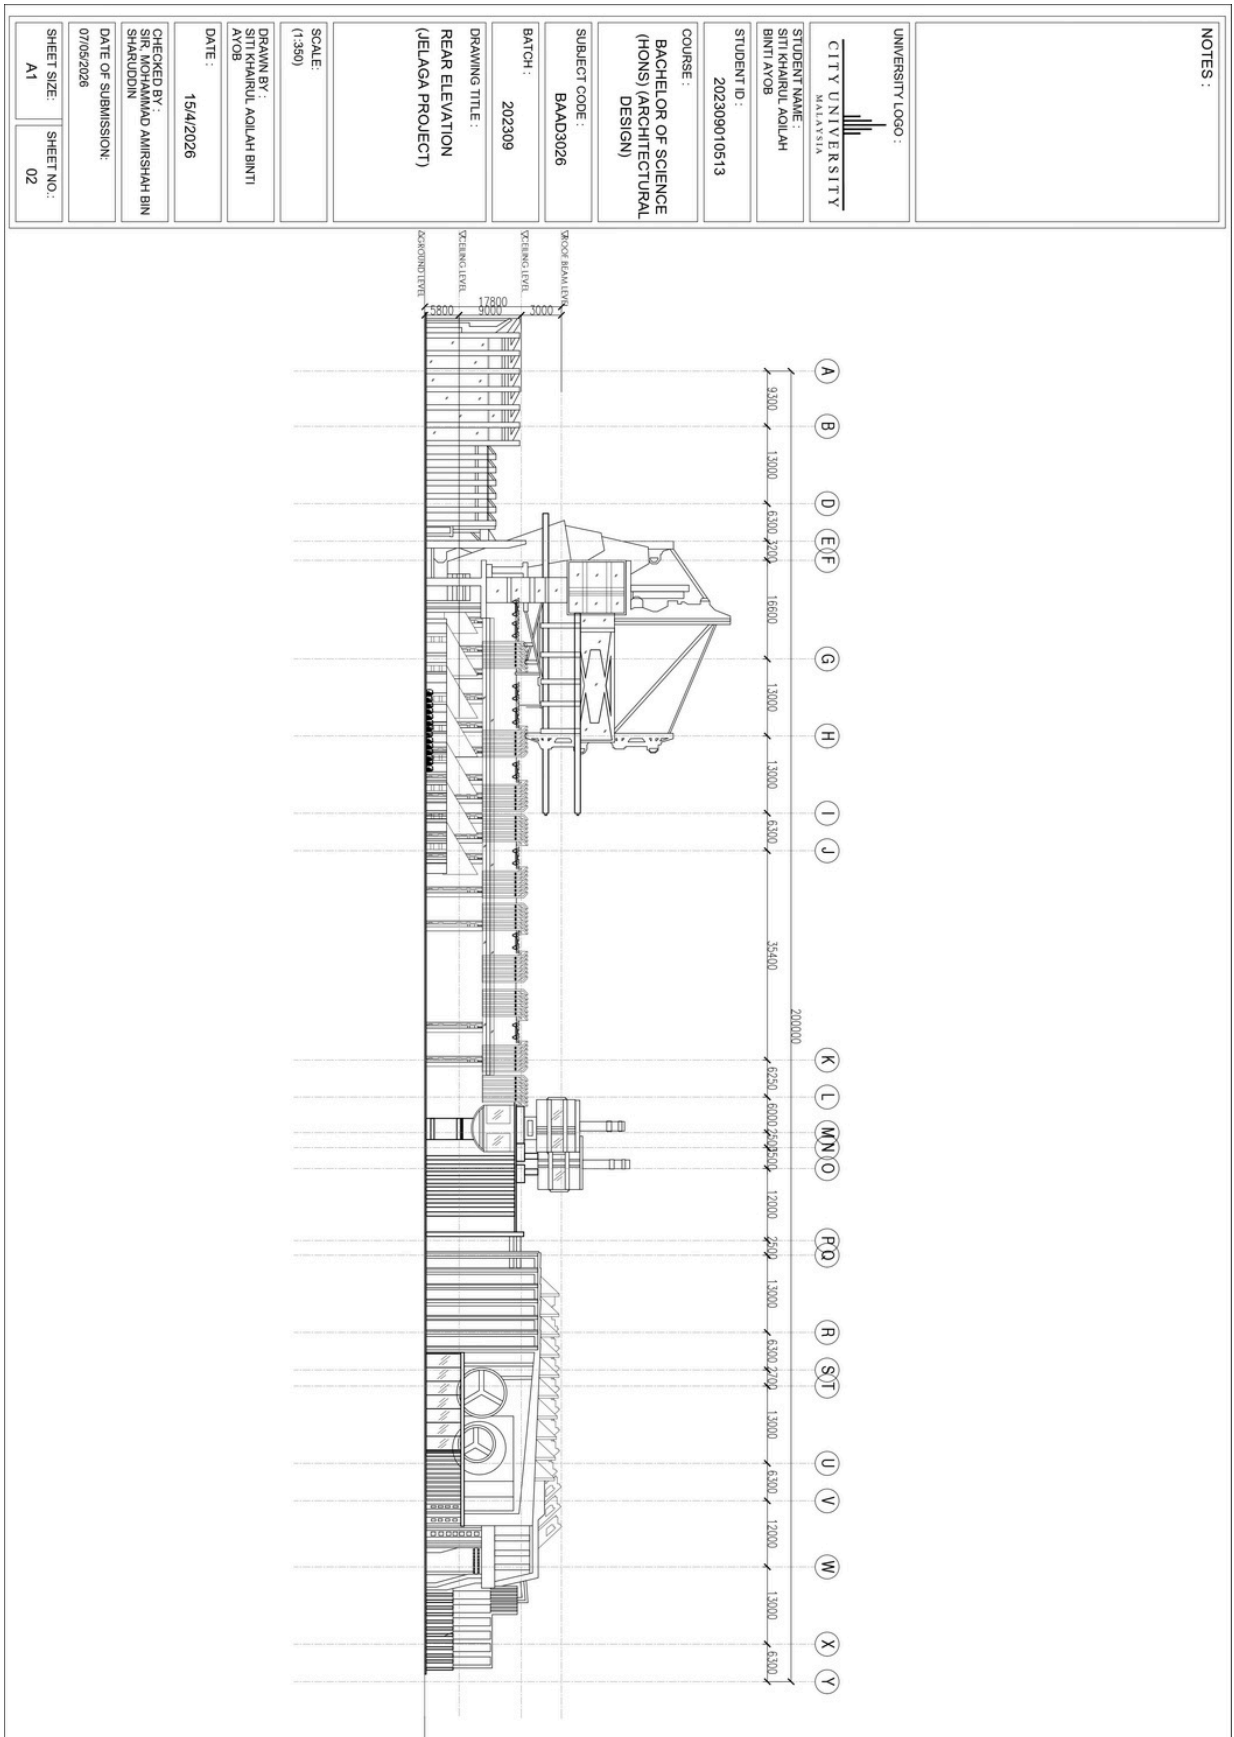 NOTES :
UNIVERSITY LOGO :
CITY UNIVERSITY
MALAYSIA
STUDENT NAME :
SITI KHAIRUL AQILAH
BINTI AYOB
STUDENT ID :
202309010513
COURSE :
BACHELOR OF SCIENCE
(HONS) (ARCHITECTURAL
DESIGN)
SUBJECT CODE :
BAAD3026
BATCH :
202309
DRAWING TITLE :
REAR ELEVATION
(JELAGA PROJECT)
SCALE:
(1:350)
DRAWN BY :
SITI KHAIRUL AQILAH BINTI
AYOB
DATE :
15/4/2026
CHECKED BY :
SIR. MOHAMMAD AMIRSHAH BIN
SHARUDDIN
DATE OF SUBMISSION:
07/05/2026
SHEET SIZE:
A1
SHEET NO.:
02
A B D E F G H I J K L M N O P Q R S T U V W X Y
9300 13000 6300 3200 16600 13000 13000 6300 35400 6250 6000 2500 3500 12000 2500 13000 6300 2700 13000 6300 12000 13000 6300
200000
ROOF BEAM LEVEL
CEILING LEVEL
CEILING LEVEL
GROUND LEVEL
3000
9000
5800
17800